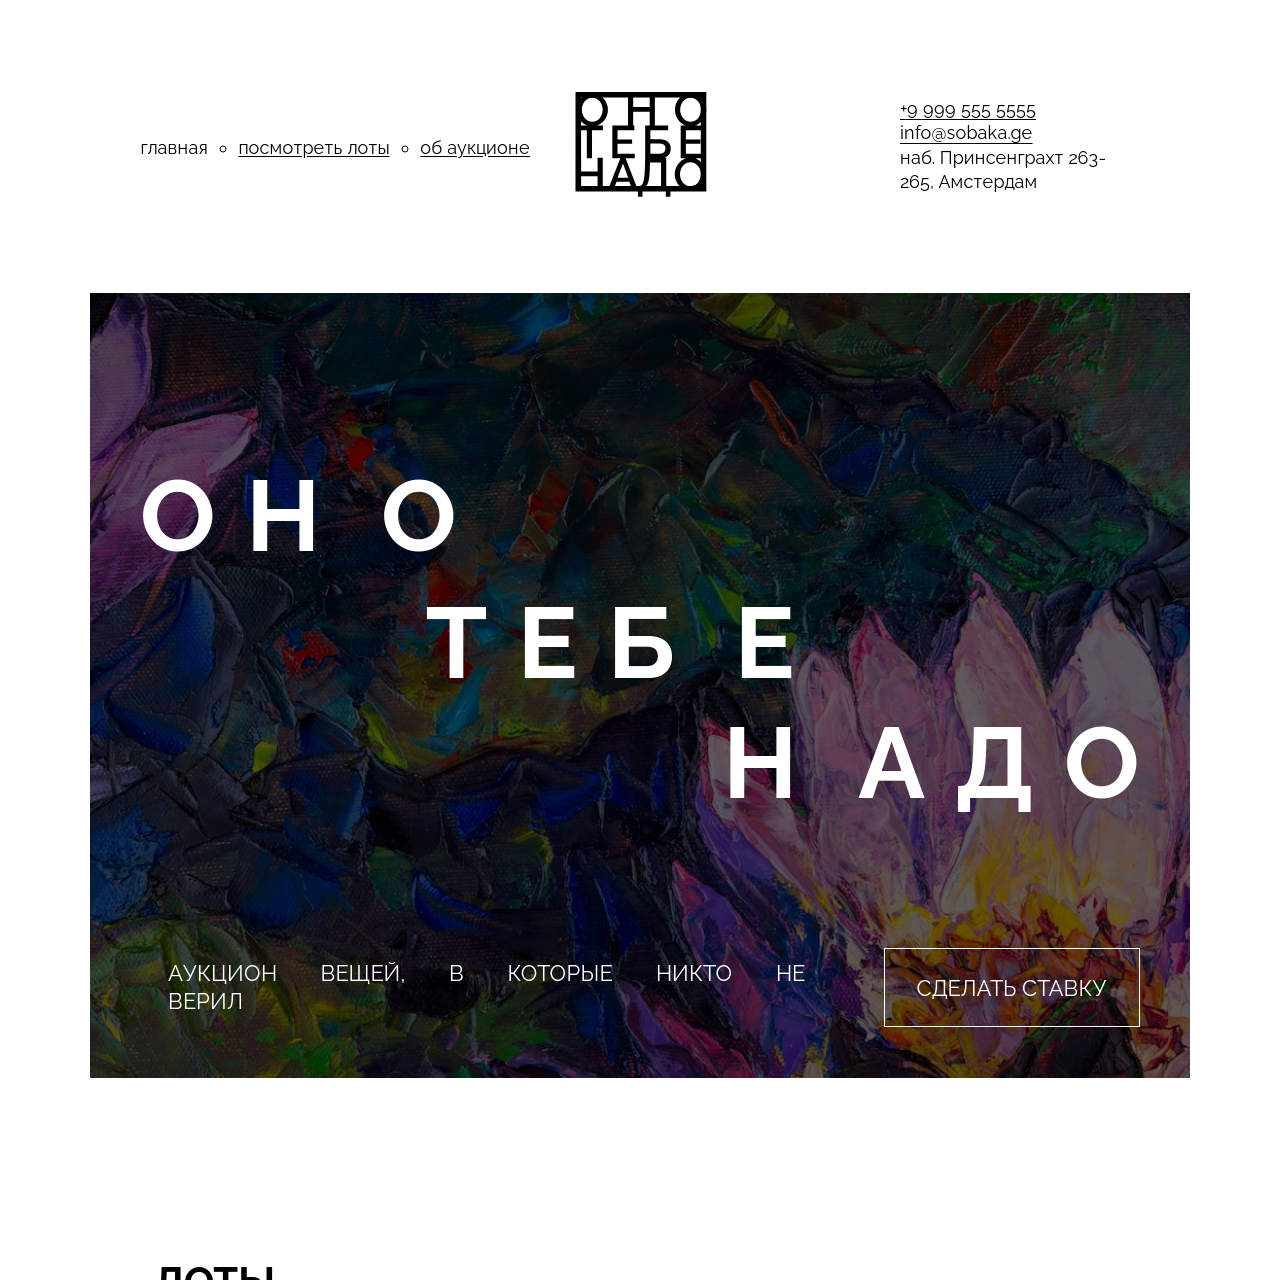 главная посмотреть лоты об аукционе
ОНО
ТЕБЕ
НАДО
+9 999 555 5555
info@sobaka.ge
наб. Принсенграхт 263-
265, Амстердам
ОНО
ТЕБЕ
НАДО
АУКЦИОН ВЕЩЕЙ, В КОТОРЫЕ НИКТО НЕ
ВЕРИЛ
СДЕЛАТЬ СТАВКУ
ЛОТЫ